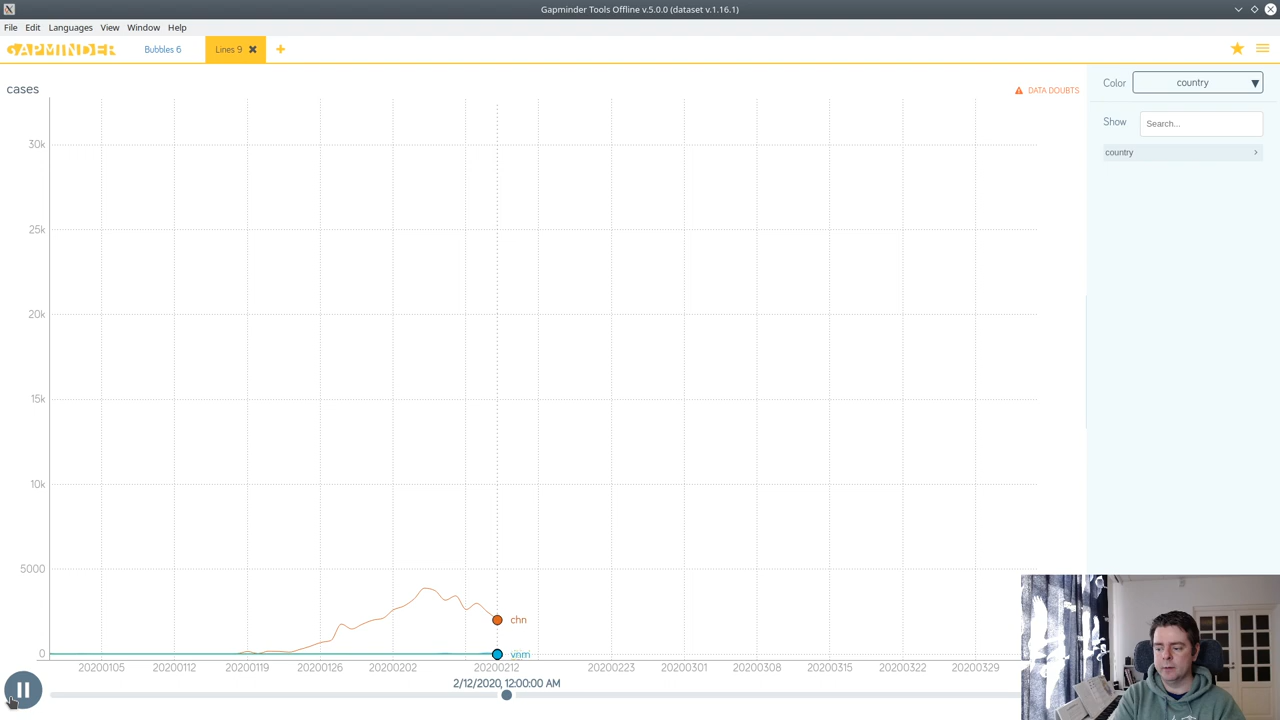 Gapminder Tools Offline v.5.0.0 (dataset v.1.16.1)
File Edit Languages View Window Help
GAPMINDER Bubbles 6 Lines 9
cases
DATA DOUBTS
Color country
Show Search...
country
30k
25k
20k
15k
10k
5000
0
chn
vnm
20200105 20200112 20200119 20200126 20200202 20200212 20200223 20200301 20200308 20200315 20200322 20200329
2/12/2020, 12:00:00 AM